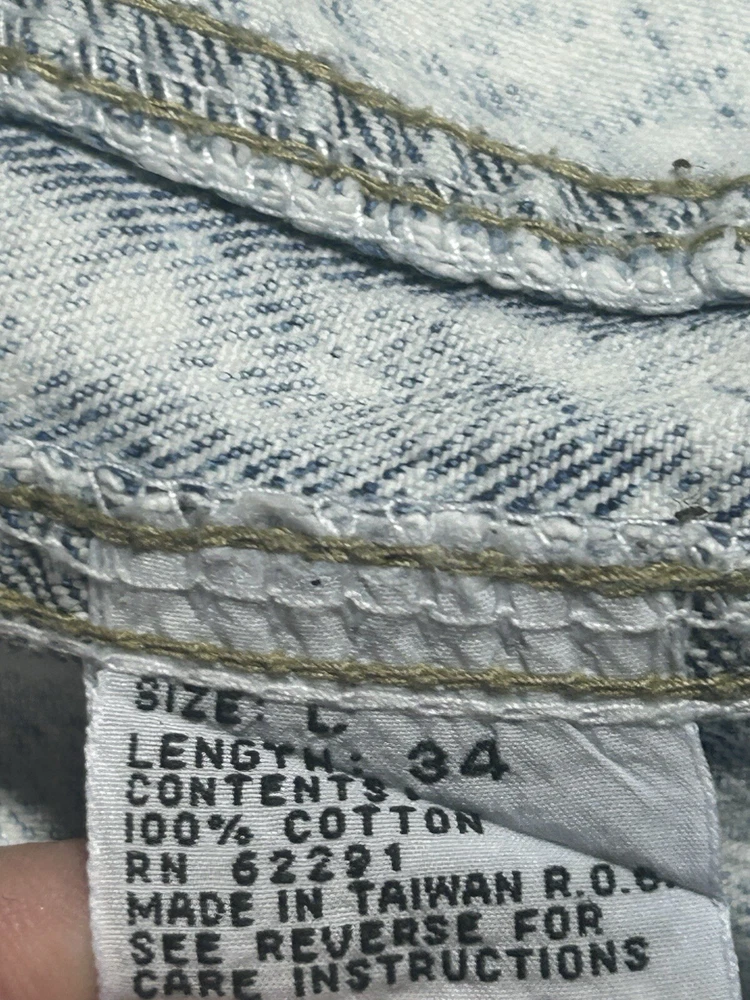 SIZE: L.
LENGTH: 34
CONTENTS:
100% COTTON
RN 62291
MADE IN TAIWAN R.O.C.
SEE REVERSE FOR
CARE INSTRUCTIONS